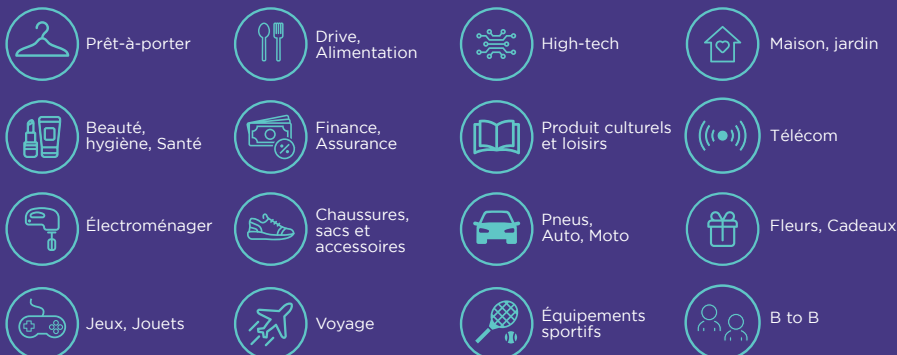 Prêt-à-porter
Drive,
Alimentation
High-tech
Maison, jardin
Beauté,
hygiène, Santé
Finance,
Assurance
Produit culturels
et loisirs
Télécom
Électroménager
Chaussures,
sacs et
accessoires
Pneus,
Auto, Moto
Fleurs, Cadeaux
Jeux, Jouets
Voyage
Équipements
sportifs
B to B